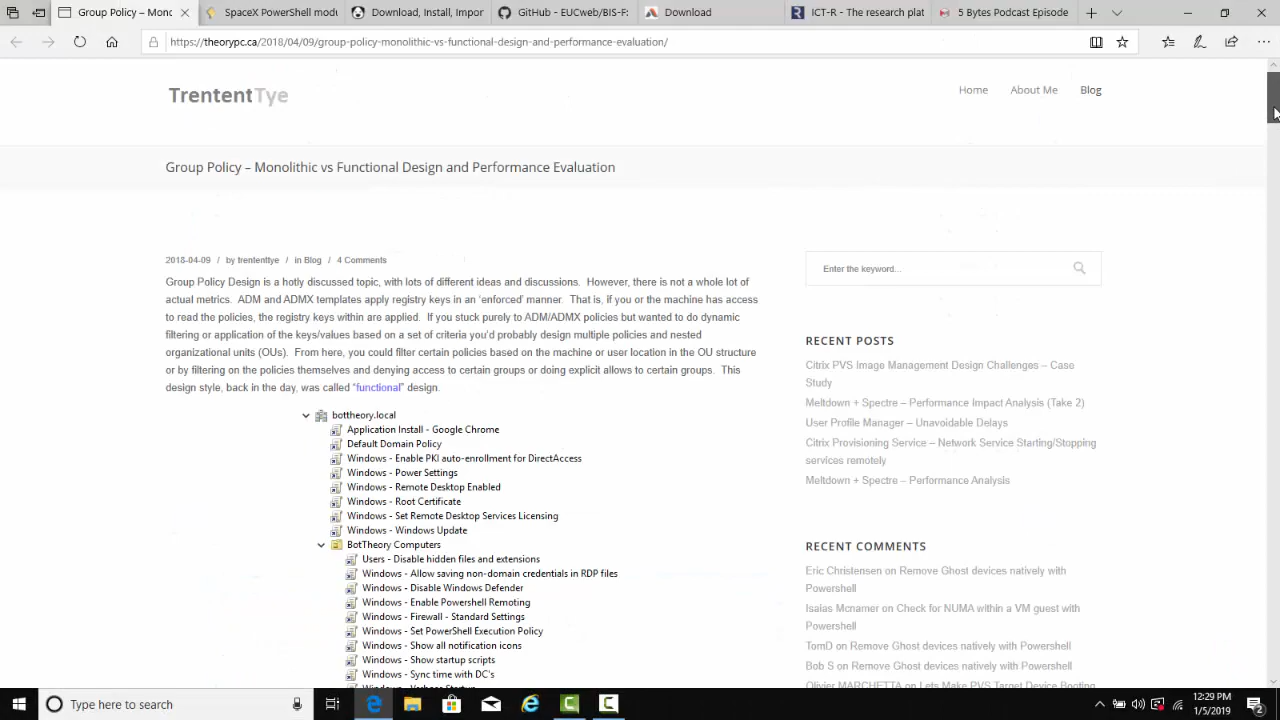 Group Policy - Monolithic vs
SpacePolicy PowerShell modu
Download, Install, Impor
GitHub - EUCweb/BIS-F:
Download
ICT-R - The research plat
5 Bytes Podcast Episode
https://theorypc.ca/2018/04/09/group-policy-monolithic-vs-functional-design-and-performance-evaluation/
TrententTye
Home
About Me
Blog
Group Policy – Monolithic vs Functional Design and Performance Evaluation
2018-04-09 / by trententtye / in Blog / 4 Comments
Group Policy Design is a hotly discussed topic, with lots of different ideas and discussions. However, there is not a whole lot of
actual metrics. ADM and ADMX templates apply registry keys in an ‘enforced’ manner. That is, if you or the machine has access
to read the policies, the registry keys within are applied. If you stuck purely to ADM/ADMX policies but wanted to do dynamic
filtering or application of the keys/values based on a set of criteria you’d probably design multiple policies and nested
organizational units (OUs). From here, you could filter certain policies based on the machine or user location in the OU structure
or by filtering on the policies themselves and denying access to certain groups or doing explicit allows to certain groups. This
design style, back in the day, was called “functional” design.
bottheory.local
Application Install - Google Chrome
Default Domain Policy
Windows - Enable PKI auto-enrollment for DirectAccess
Windows - Power Settings
Windows - Remote Desktop Enabled
Windows - Root Certificate
Windows - Set Remote Desktop Services Licensing
Windows - Windows Update
BotTheory Computers
Users - Disable hidden files and extensions
Windows - Allow saving non-domain credentials in RDP files
Windows - Disable Windows Defender
Windows - Enable Powershell Remoting
Windows - Firewall - Standard Settings
Windows - Set PowerShell Execution Policy
Windows - Show all notification icons
Windows - Show startup scripts
Windows - Sync time with DC's
Enter the keyword...
RECENT POSTS
Citrix PVS Image Management Design Challenges – Case
Study
Meltdown + Spectre – Performance Impact Analysis (Take 2)
User Profile Manager – Unavoidable Delays
Citrix Provisioning Service – Network Service Starting/Stopping
services remotely
Meltdown + Spectre – Performance Analysis
RECENT COMMENTS
Eric Christensen on Remove Ghost devices natively with
Powershell
Isaias Mcnamer on Check for NUMA within a VM guest with
Powershell
TomD on Remove Ghost devices natively with Powershell
Bob S on Remove Ghost devices natively with Powershell
Olivier MARCHETTA on Lets Make PVS Target Device Booting
Type here to search
12:29 PM
1/5/2019
2